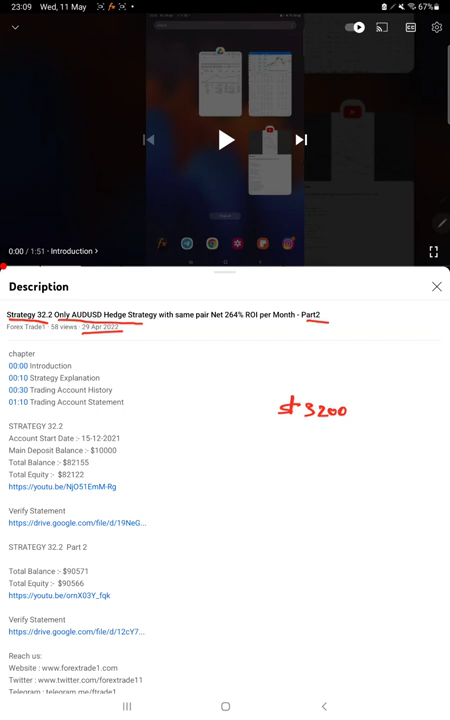 23:09 Wed, 11 May
67%
0:00 / 1:51 · Introduction >
Description
Strategy 32.2 Only AUDUSD Hedge Strategy with same pair Net 264% ROI per Month - Part2
Forex Trade1 · 58 views · 29 Apr 2022
chapter
00:00 Introduction
00:10 Strategy Explanation
00:30 Trading Account History
01:10 Trading Account Statement
$3200
STRATEGY 32.2
Account Start Date :- 15-12-2021
Main Deposit Balance :- $10000
Total Balance :- $82155
Total Equity :- $82122
https://youtu.be/NjO51EmM-Rg
Verify Statement
https://drive.google.com/file/d/19NeG...
STRATEGY 32.2 Part 2
Total Balance :- $90571
Total Equity :- $90566
https://youtu.be/ornX03Y_fqk
Verify Statement
https://drive.google.com/file/d/12cY7...
Reach us:
Website : www.forextrade1.com
Twitter : www.twitter.com/forextrade11
Telegram : telegram.me/ftrade1